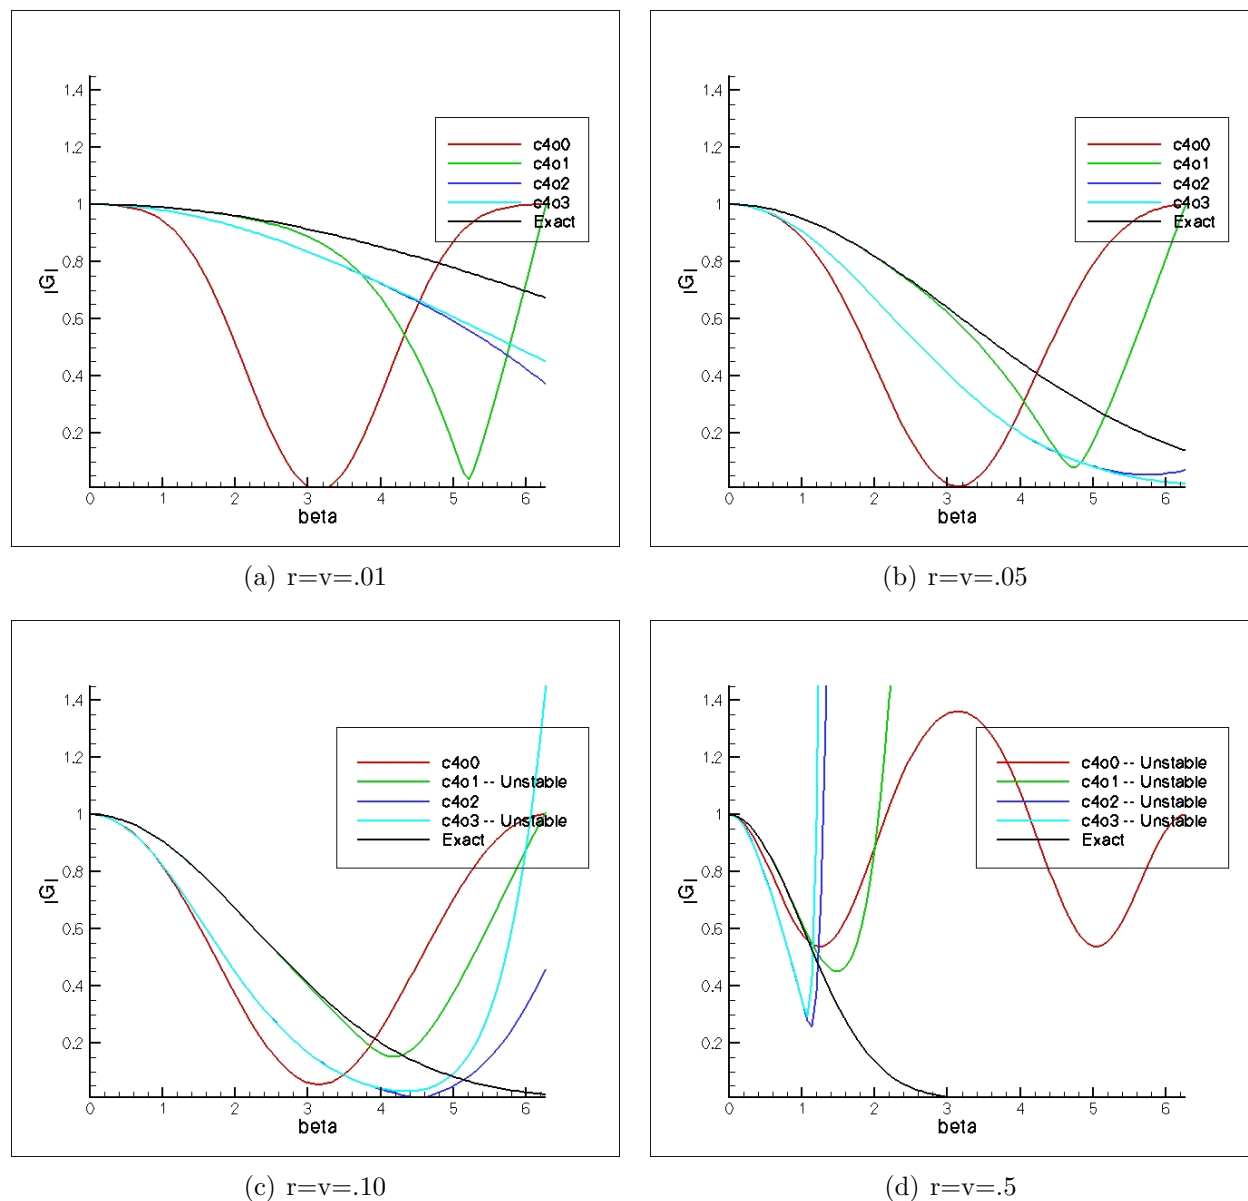 1.4
1.2
1
0.8
0.6
0.4
0.2
|G|
0 1 2 3 4 5 6
beta
c4o0
c4o1
c4o2
c4o3
Exact
(a) r=v=.01
1.4
1.2
1
0.8
0.6
0.4
0.2
|G|
0 1 2 3 4 5 6
beta
c4o0
c4o1
c4o2
c4o3
Exact
(b) r=v=.05
1.4
1.2
1
0.8
0.6
0.4
0.2
|G|
0 1 2 3 4 5 6
beta
c4o0
c4o1 -- Unstable
c4o2
c4o3 -- Unstable
Exact
(c) r=v=.10
1.4
1.2
1
0.8
0.6
0.4
0.2
|G|
0 1 2 3 4 5 6
beta
c4o0 -- Unstable
c4o1 -- Unstable
c4o2 -- Unstable
c4o3 -- Unstable
Exact
(d) r=v=.5